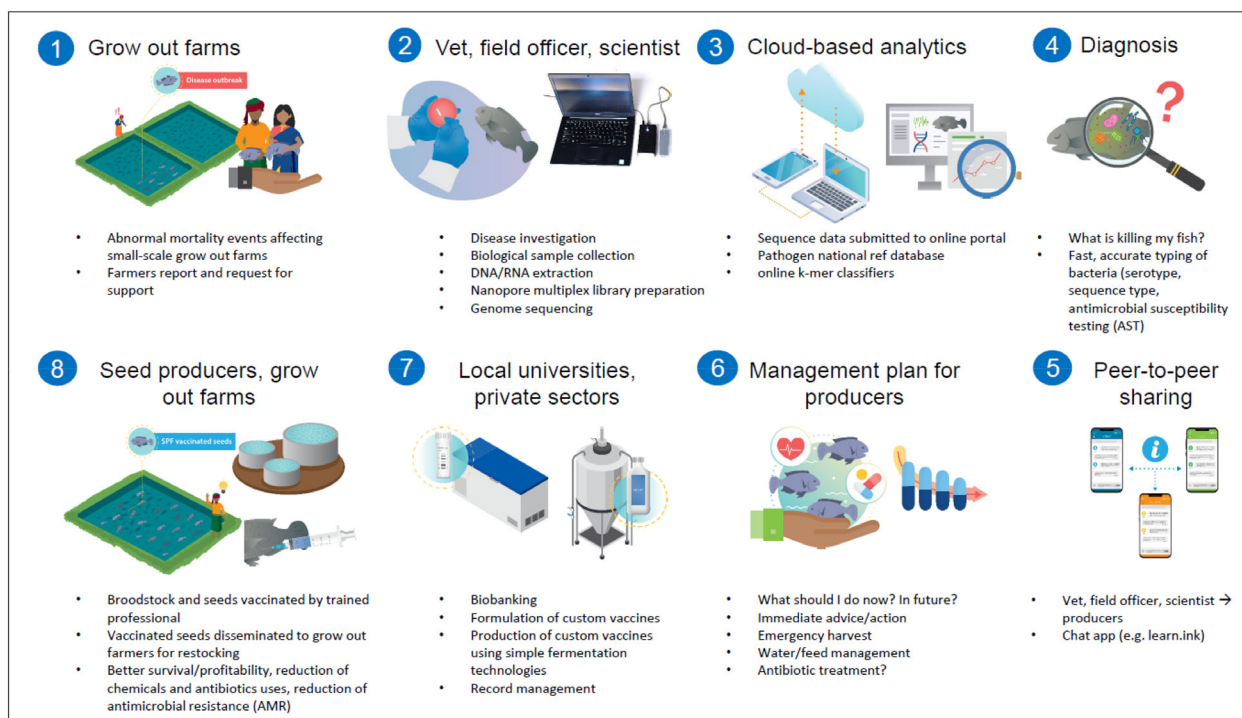 1 Grow out farms
Disease outbreak
• Abnormal mortality events affecting
small-scale grow out farms
• Farmers report and request for
support
2 Vet, field officer, scientist
• Disease investigation
• Biological sample collection
• DNA/RNA extraction
• Nanopore multiplex library preparation
• Genome sequencing
3 Cloud-based analytics
• Sequence data submitted to online portal
• Pathogen national ref database
• online k-mer classifiers
4 Diagnosis
?
• What is killing my fish?
• Fast, accurate typing of
bacteria (serotype,
sequence type,
antimicrobial susceptibility
testing (AST)
8 Seed producers, grow
out farms
SPF vaccinated seeds
• Broodstock and seeds vaccinated by trained
professional
• Vaccinated seeds disseminated to grow out
farmers for restocking
• Better survival/profitability, reduction of
chemicals and antibiotics uses, reduction of
antimicrobial resistance (AMR)
7 Local universities,
private sectors
• Biobanking
• Formulation of custom vaccines
• Production of custom vaccines
using simple fermentation
technologies
• Record management
6 Management plan for
producers
• What should I do now? In future?
• Immediate advice/action
• Emergency harvest
• Water/feed management
• Antibiotic treatment?
5 Peer-to-peer
sharing
i
• Vet, field officer, scientist →
producers
• Chat app (e.g. learn.ink)